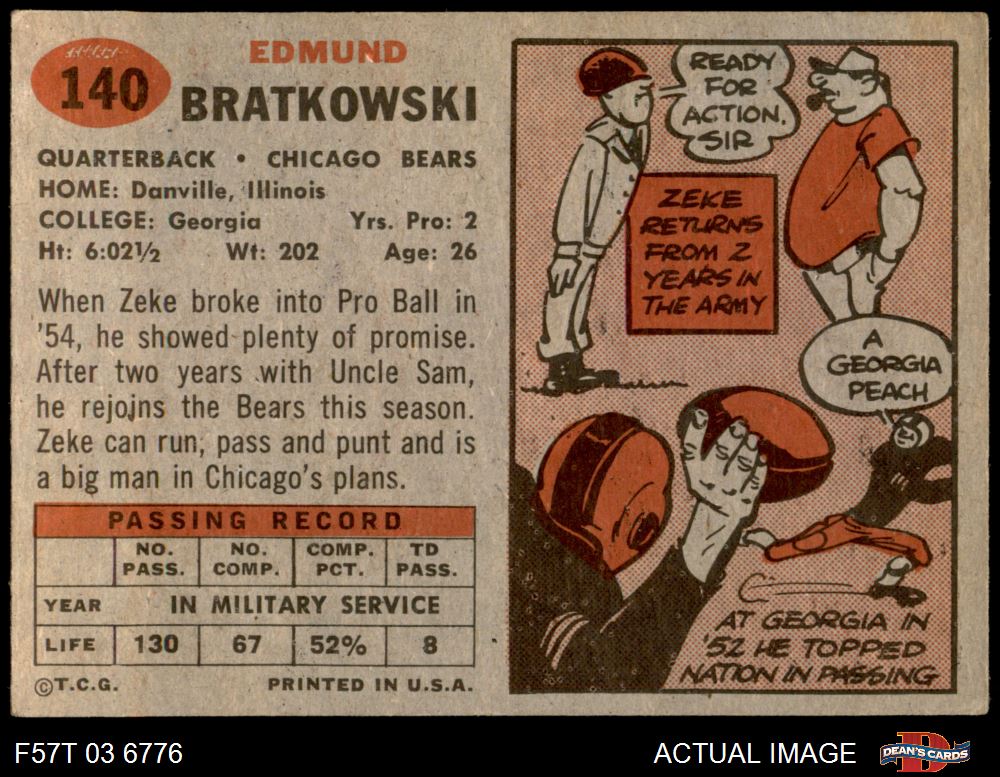 140
EDMUND
BRATKOWSKI
QUARTERBACK • CHICAGO BEARS
HOME: Danville, Illinois
COLLEGE: Georgia Yrs. Pro: 2
Ht: 6:02½ Wt: 202 Age: 26
When Zeke broke into Pro Ball in
'54, he showed plenty of promise.
After two years with Uncle Sam,
he rejoins the Bears this season.
Zeke can run, pass and punt and is
a big man in Chicago's plans.
PASSING RECORD
NO. PASS. NO. COMP. COMP. PCT. TD PASS.
YEAR IN MILITARY SERVICE
LIFE 130 67 52% 8
©T.C.G. PRINTED IN U.S.A.
READY
FOR
ACTION,
SIR
ZEKE
RETURNS
FROM 2
YEARS IN
THE ARMY
A
GEORGIA
PEACH
AT GEORGIA IN
'52 HE TOPPED
NATION IN PASSING
F57T 03 6776 ACTUAL IMAGE DEAN'S CARDS